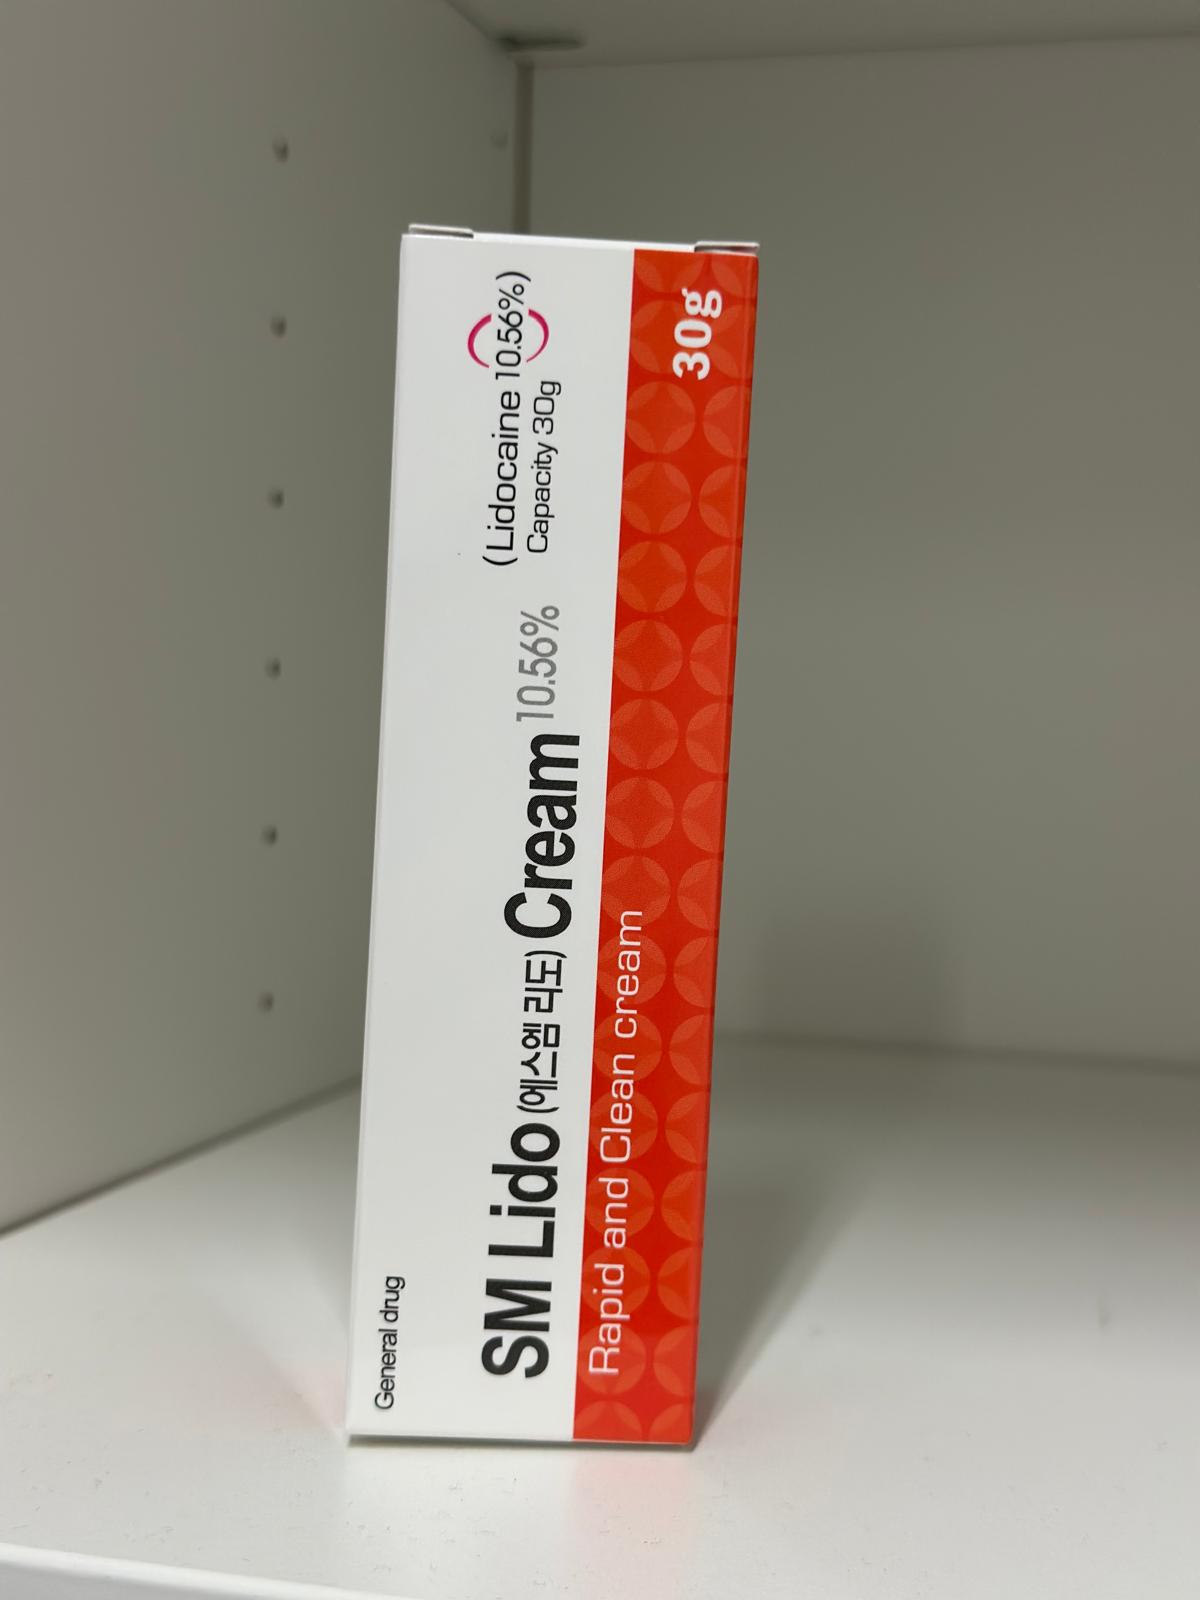 General drug
SM Lido (에스엠 리도) Cream 10.56%
(Lidocaine 10.56%)
Capacity 30g
Rapid and Clean cream
30g